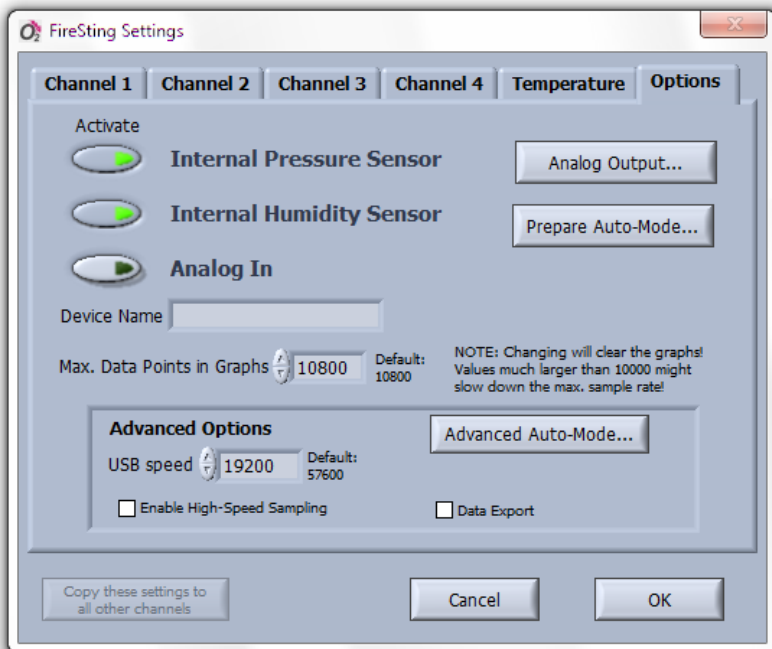 O2 FireSting Settings
Channel 1 Channel 2 Channel 3 Channel 4 Temperature Options
Activate
Internal Pressure Sensor
Analog Output...
Internal Humidity Sensor
Prepare Auto-Mode...
Analog In
Device Name
Max. Data Points in Graphs 10800
Default:
10800
NOTE: Changing will clear the graphs!
Values much larger than 10000 might
slow down the max. sample rate!
Advanced Options
Advanced Auto-Mode...
USB speed 19200
Default:
57600
Enable High-Speed Sampling
Data Export
Copy these settings to
all other channels
Cancel
OK